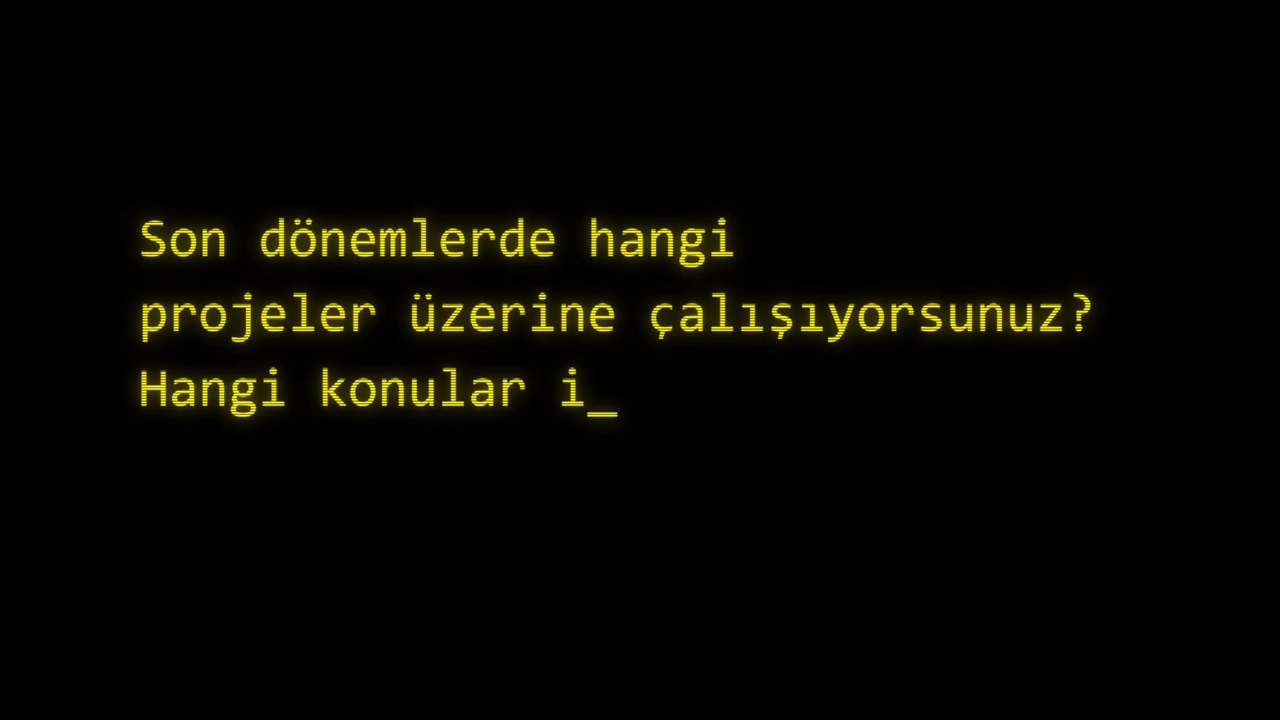 Son dönemlerde hangi
projeler üzerine çalışıyorsunuz?
Hangi konular i_